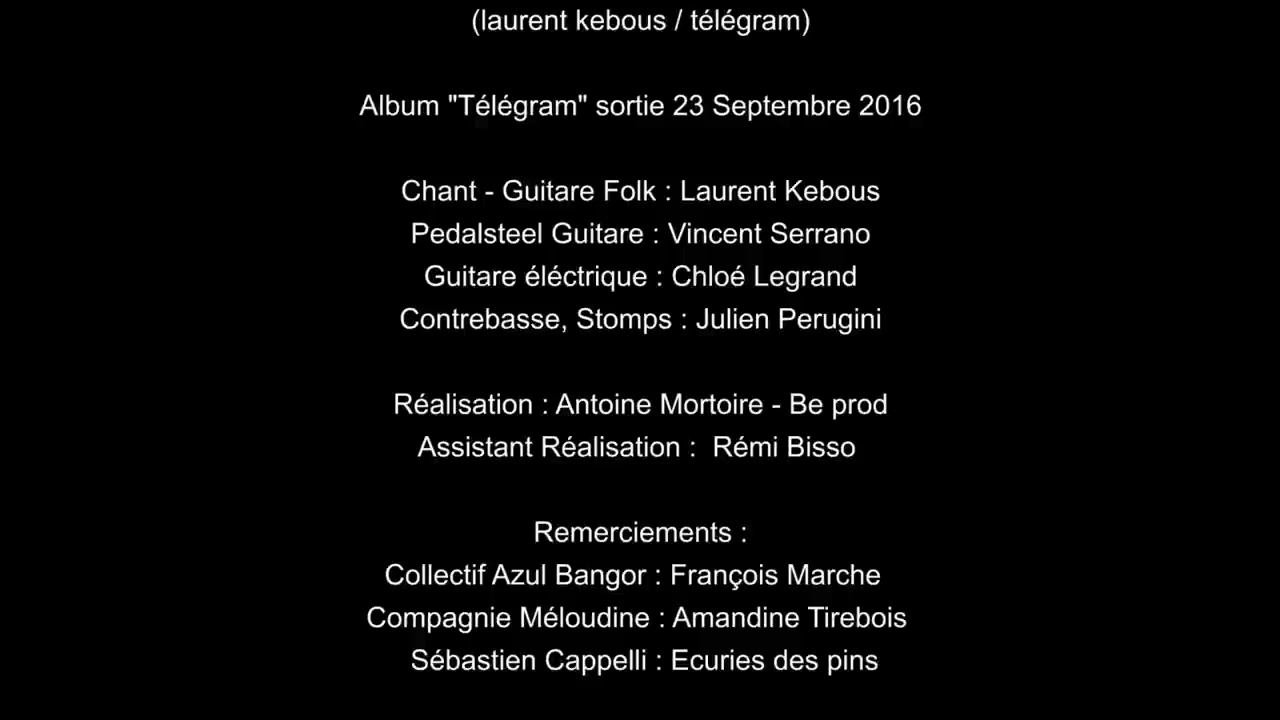 (laurent kebous / télégram)
Album "Télégram" sortie 23 Septembre 2016
Chant - Guitare Folk : Laurent Kebous
Pedalsteel Guitare : Vincent Serrano
Guitare éléctrique : Chloé Legrand
Contrebasse, Stomps : Julien Perugini
Réalisation : Antoine Mortoire - Be prod
Assistant Réalisation :  Rémi Bisso
Remerciements :
Collectif Azul Bangor : François Marche
Compagnie Méloudine : Amandine Tirebois
Sébastien Cappelli : Ecuries des pins